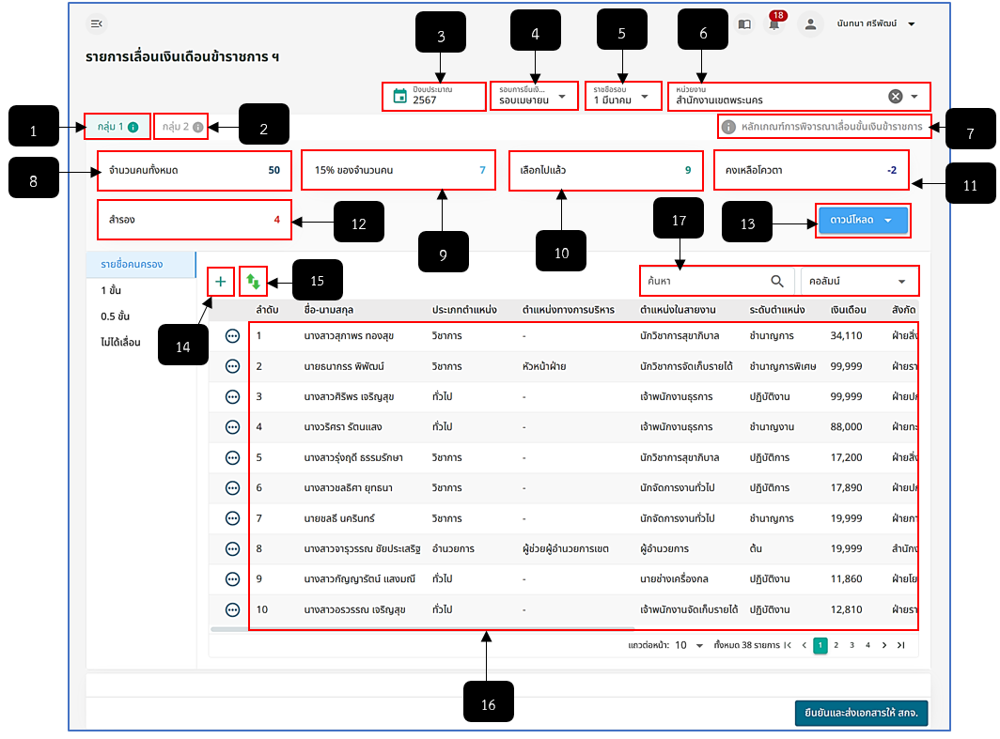 18
นันทนา ศรีพัฒน์
รายการเลื่อนเงินเดือนข้าราชการ ฯ
3
4
5
6
ปีงบประมาณ
2567
รอบการยื่นเงิ...
รอบเมษายน
รายชื่อรอบ
1 มีนาคม
หน่วยงาน
สำนักงานเขตพระนคร
1
กลุ่ม 1
กลุ่ม 2
2
หลักเกณฑ์การพิจารณาเลื่อนขั้นเงินข้าราชการ
7
8
จำนวนคนทั้งหมด 50
15% ของจำนวนคน 7
เลือกไปแล้ว 9
คงเหลือโควตา -2
11
สำรอง 4
12
9
10
17
13
ดาวน์โหลด
รายชื่อคนครอง
1 ขั้น
0.5 ขั้น
ไม่ได้เลื่อน
14
15
ค้นหา
คอลัมน์
ลำดับ ชื่อ-นามสกุล ประเภทตำแหน่ง ตำแหน่งทางการบริหาร ตำแหน่งในสายงาน ระดับตำแหน่ง เงินเดือน สังกัด
1 นางสาวสุภาพร ทองสุข วิชาการ - นักวิชาการสุขาภิบาล ชำนาญการ 34,110 ฝ่ายสิ่ง
2 นายธนากรร พิพัฒน์ วิชาการ หัวหน้าฝ่าย นักวิชาการจัดเก็บรายได้ ชำนาญการพิเศษ 99,999 ฝ่ายรา
3 นางสาวศิริพร เจริญสุข ทั่วไป - เจ้าพนักงานธุรการ ปฏิบัติงาน 99,999 ฝ่ายปก
4 นางวริศรา รัตนแสง ทั่วไป - เจ้าพนักงานธุรการ ชำนาญงาน 88,000 ฝ่ายทะ
5 นางสาวรุ่งฤดี ธรรมรักษา วิชาการ - นักวิชาการสุขาภิบาล ปฏิบัติการ 17,200 ฝ่ายสิ่ง
6 นางสาวชลธิศา ยุทธนา วิชาการ - นักจัดการงานทั่วไป ปฏิบัติการ 17,890 ฝ่ายปก
7 นายชลธี นครินทร์ วิชาการ - นักจัดการงานทั่วไป ชำนาญการ 19,999 ฝ่ายกา
8 นางสาวจารุวรรณ ชัยประเสริฐ อำนวยการ ผู้ช่วยผู้อำนวยการเขต ผู้อำนวยการ ต้น 19,999 สำนักง
9 นางสาวกัญญารัตน์ แสงมณี ทั่วไป - นายช่างเครื่องกล ปฏิบัติงาน 11,860 ฝ่ายโย
10 นางสาวอรวรรณ เจริญสุข ทั่วไป - เจ้าพนักงานจัดเก็บรายได้ ปฏิบัติงาน 12,810 ฝ่ายรา
แถวต่อหน้า: 10 ทั้งหมด 38 รายการ 1 2 3 4
16
ยืนยันและส่งเอกสารให้ สกจ.